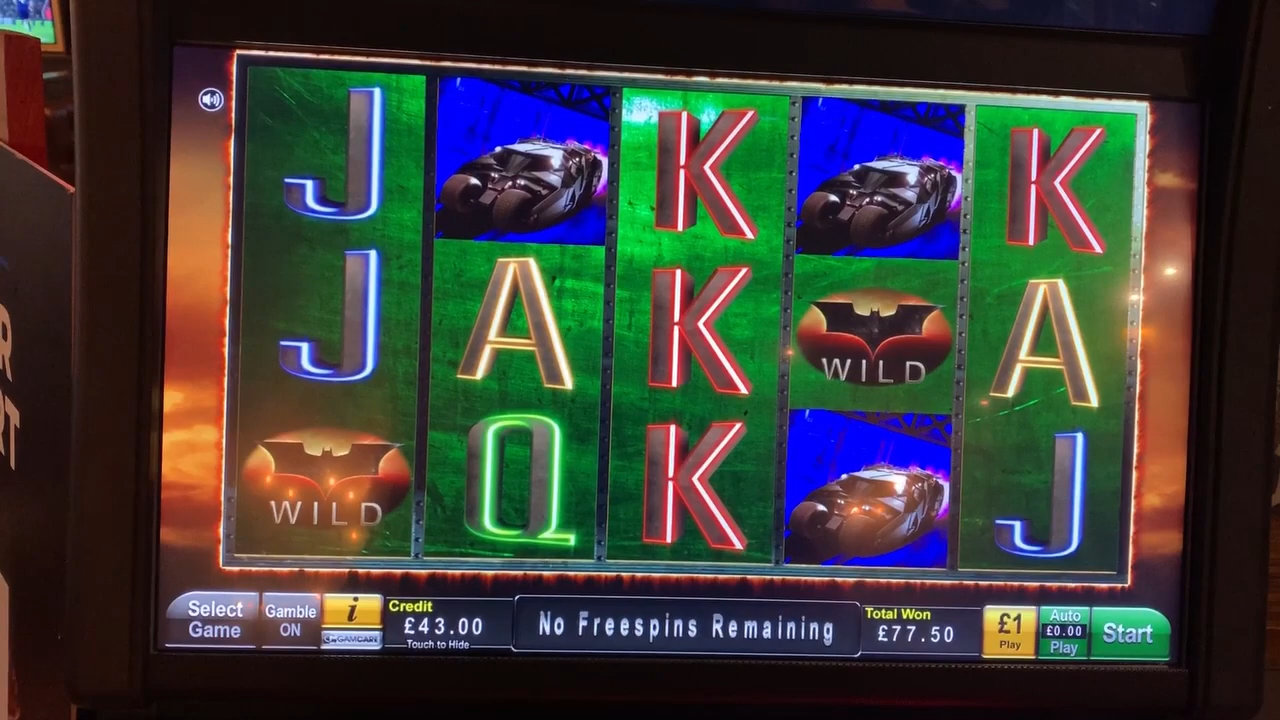 J K K
J A K A
WILD
WILD Q K J
R
RT
Select Game
Gamble ON
i
GAMCARE
Credit
£43.00
Touch to Hide
No Freespins Remaining
Total Won
£77.50
£1
Play
Auto
£0.00
Play
Start